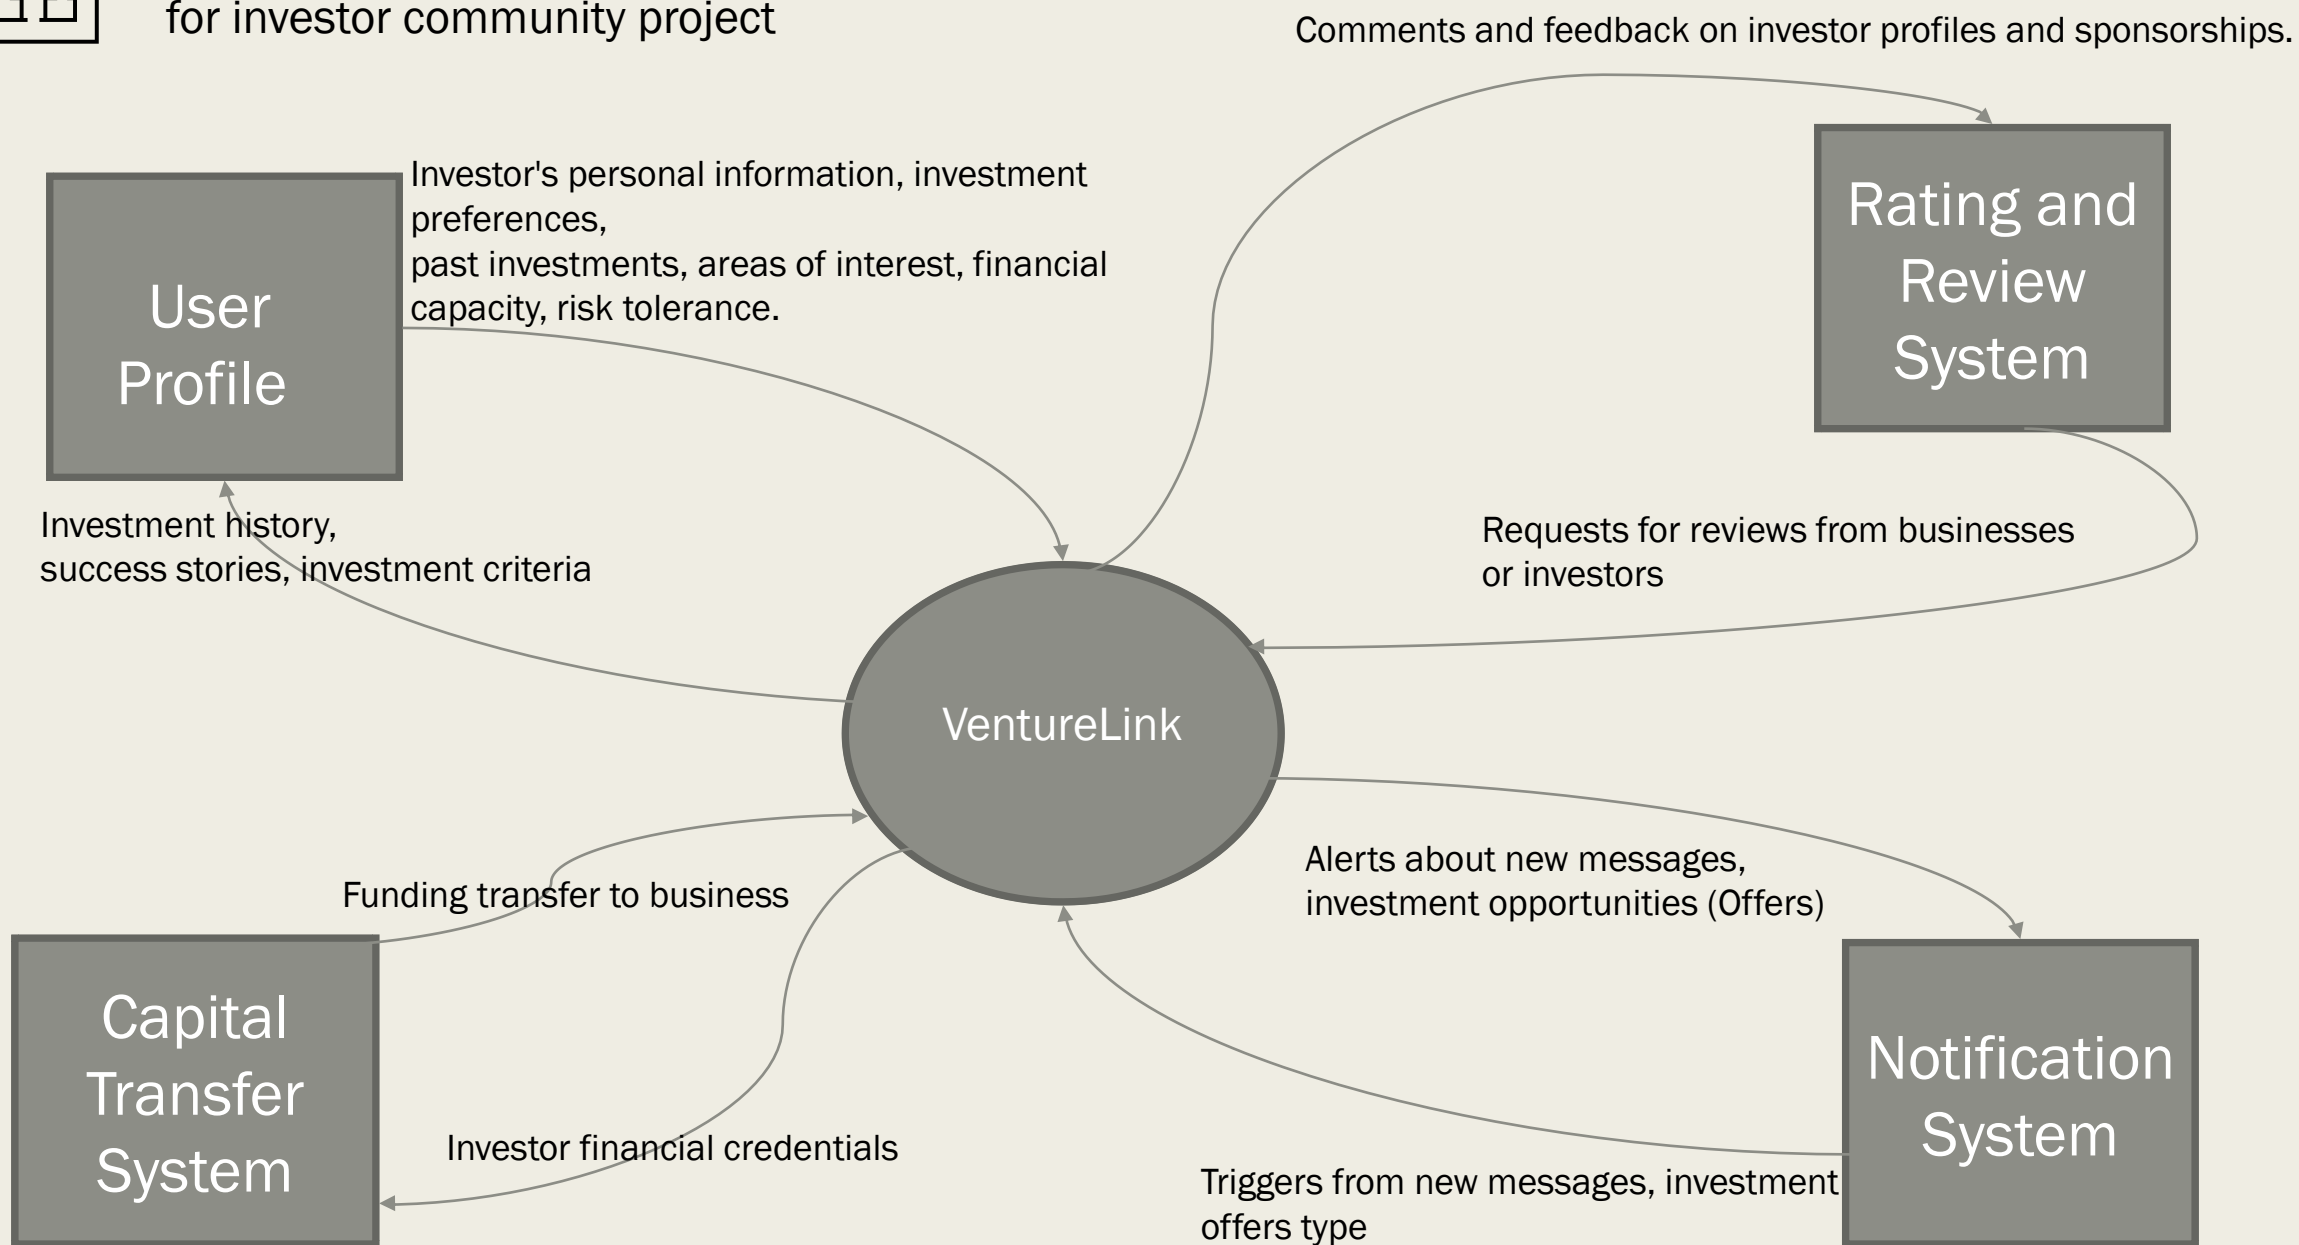 for investor community project
Comments and feedback on investor profiles and sponsorships.
Investor's personal information, investment
preferences,
past investments, areas of interest, financial
capacity, risk tolerance.
User
Profile
Rating and
Review
System
Investment history,
success stories, investment criteria
Requests for reviews from businesses
or investors
VentureLink
Funding transfer to business
Alerts about new messages,
investment opportunities (Offers)
Capital
Transfer
System
Investor financial credentials
Notification
System
Triggers from new messages, investment
offers type